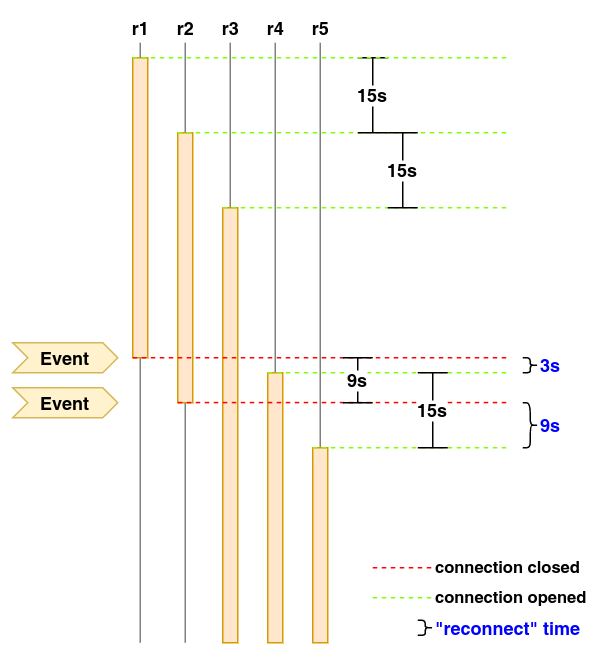 r1 r2 r3 r4 r5
15s
15s
Event
3s
9s
Event
15s
9s
connection closed
connection opened
"reconnect" time